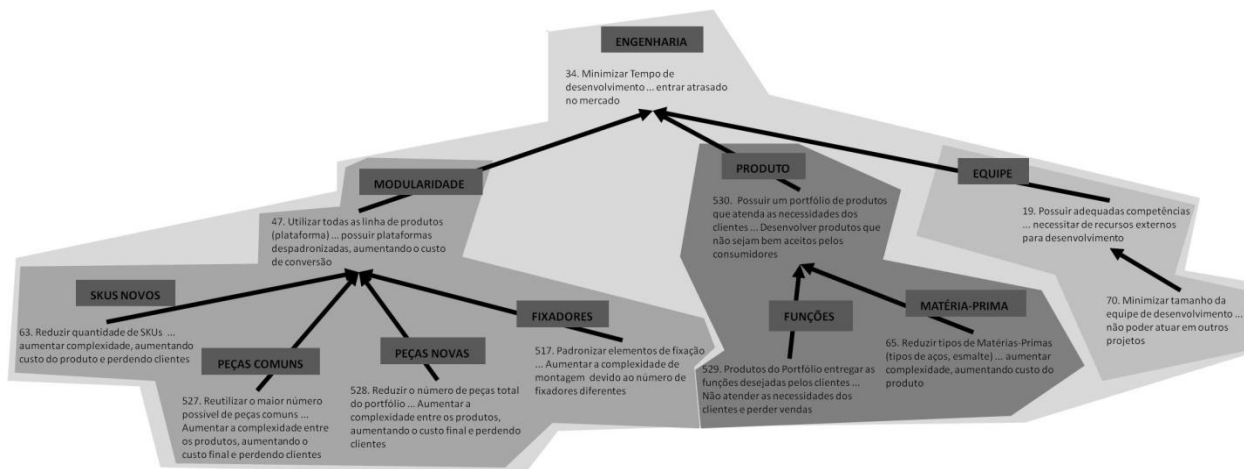 ENGENHARIA
34. Minimizar Tempo de
desenvolvimento ... entrar atrasado
no mercado
MODULARIDADE
47. Utilizar todas as linha de produtos
(plataforma) ... possuir plataformas
despadronizadas, aumentando o custo
de conversão
PRODUTO
530. Possuir um portfólio de produtos
que atenda as necessidades dos
clientes ... Desenvolver produtos que
não sejam bem aceitos pelos
consumidores
EQUIPE
19. Possuir adequadas competências
... necessitar de recursos externos
para desenvolvimento
SKUS NOVOS
63. Reduzir quantidade de SKUs ...
aumentar complexidade, aumentando
custo do produto e perdendo clientes
PEÇAS COMUNS
527. Reutilizar o maior número
possível de peças comuns ...
Aumentar a complexidade entre
os produtos, aumentando o
custo final e perdendo clientes
PEÇAS NOVAS
528. Reduzir o número de peças total
do portfólio ... Aumentar a
complexidade entre os produtos,
aumentando o custo final e perdendo
clientes
FIXADORES
517. Padronizar elementos de fixação
... Aumentar a complexidade de
montagem devido ao número de
fixadores diferentes
FUNÇÕES
529. Produtos do Portfólio entregar as
funções desejadas pelos clientes ...
Não atender as necessidades dos
clientes e perder vendas
MATÉRIA-PRIMA
65. Reduzir tipos de Matérias-Primas
(tipos de aços, esmalte) ... aumentar
complexidade, aumentando custo do
produto
70. Minimizar tamanho da
equipe de desenvolvimento ...
não poder atuar em outros
projetos